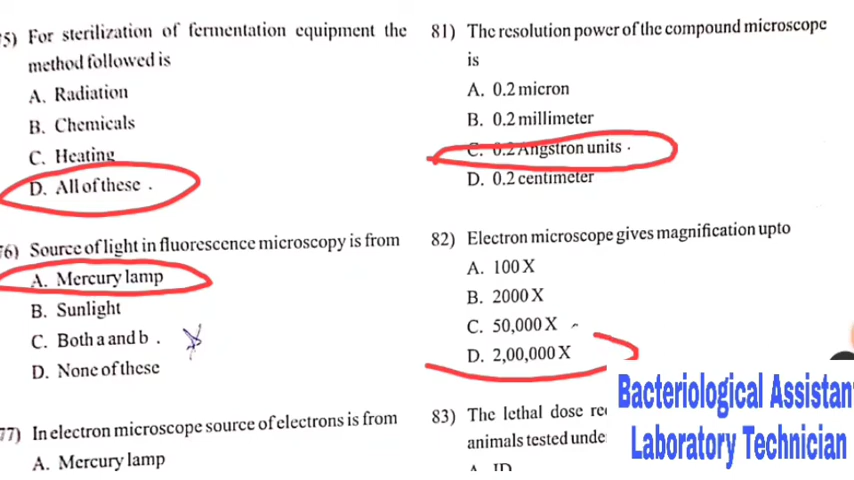 75) For sterilization of fermentation equipment the
method followed is
A. Radiation
B. Chemicals
C. Heating
D. All of these .
76) Source of light in fluorescence microscopy is from
A. Mercury lamp
B. Sunlight
C. Both a and b .
D. None of these
77) In electron microscope source of electrons is from
A. Mercury lamp
81) The resolution power of the compound microscope
is
A. 0.2 micron
B. 0.2 millimeter
C. 0.2 Angstron units .
D. 0.2 centimeter
82) Electron microscope gives magnification upto
A. 100 X
B. 2000 X
C. 50,000 X
D. 2,00,000 X
83) The lethal dose
animals tested unde
A. ID
Bacteriological Assistan
Laboratory Technician